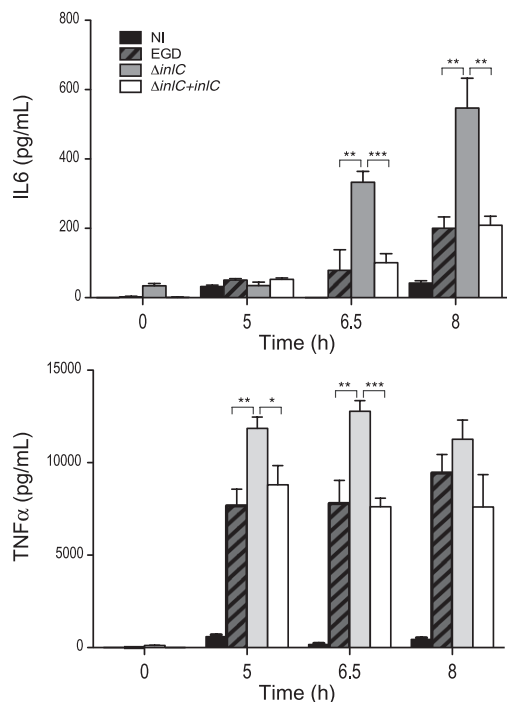 NI
EGD
ΔinlC
ΔinlC+inlC
800
600
400
200
0
IL6 (pg/mL)
** ***
** **
0 5 6.5 8
Time (h)
15000
10000
5000
0
TNFα (pg/mL)
** *
** ***
0 5 6.5 8
Time (h)